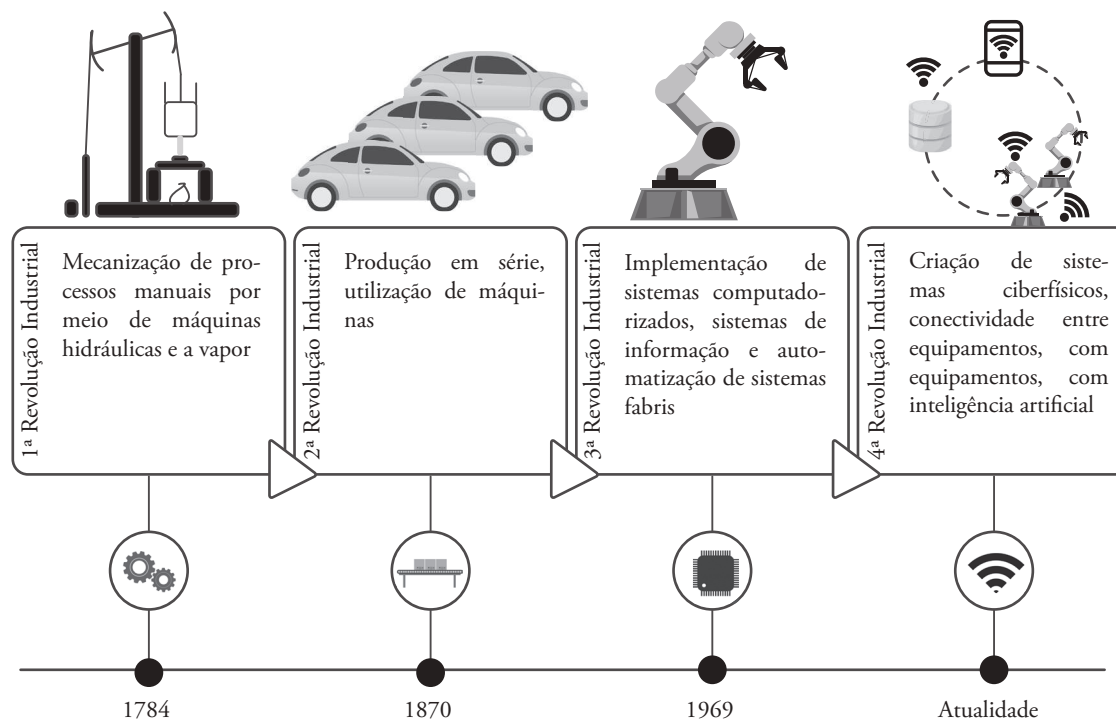 1ª Revolução Industrial
Mecanização de pro-
cessos manuais por
meio de máquinas
hidráulicas e a vapor
2ª Revolução Industrial
Produção em série,
utilização de máqui-
nas
3ª Revolução Industrial
Implementação de
sistemas computado-
rizados, sistemas de
informação e auto-
matização de sistemas
fabris
4ª Revolução Industrial
Criação de siste-
mas ciberfísicos,
conectividade entre
equipamentos, com
equipamentos, com
inteligência artificial
1784
1870
1969
Atualidade